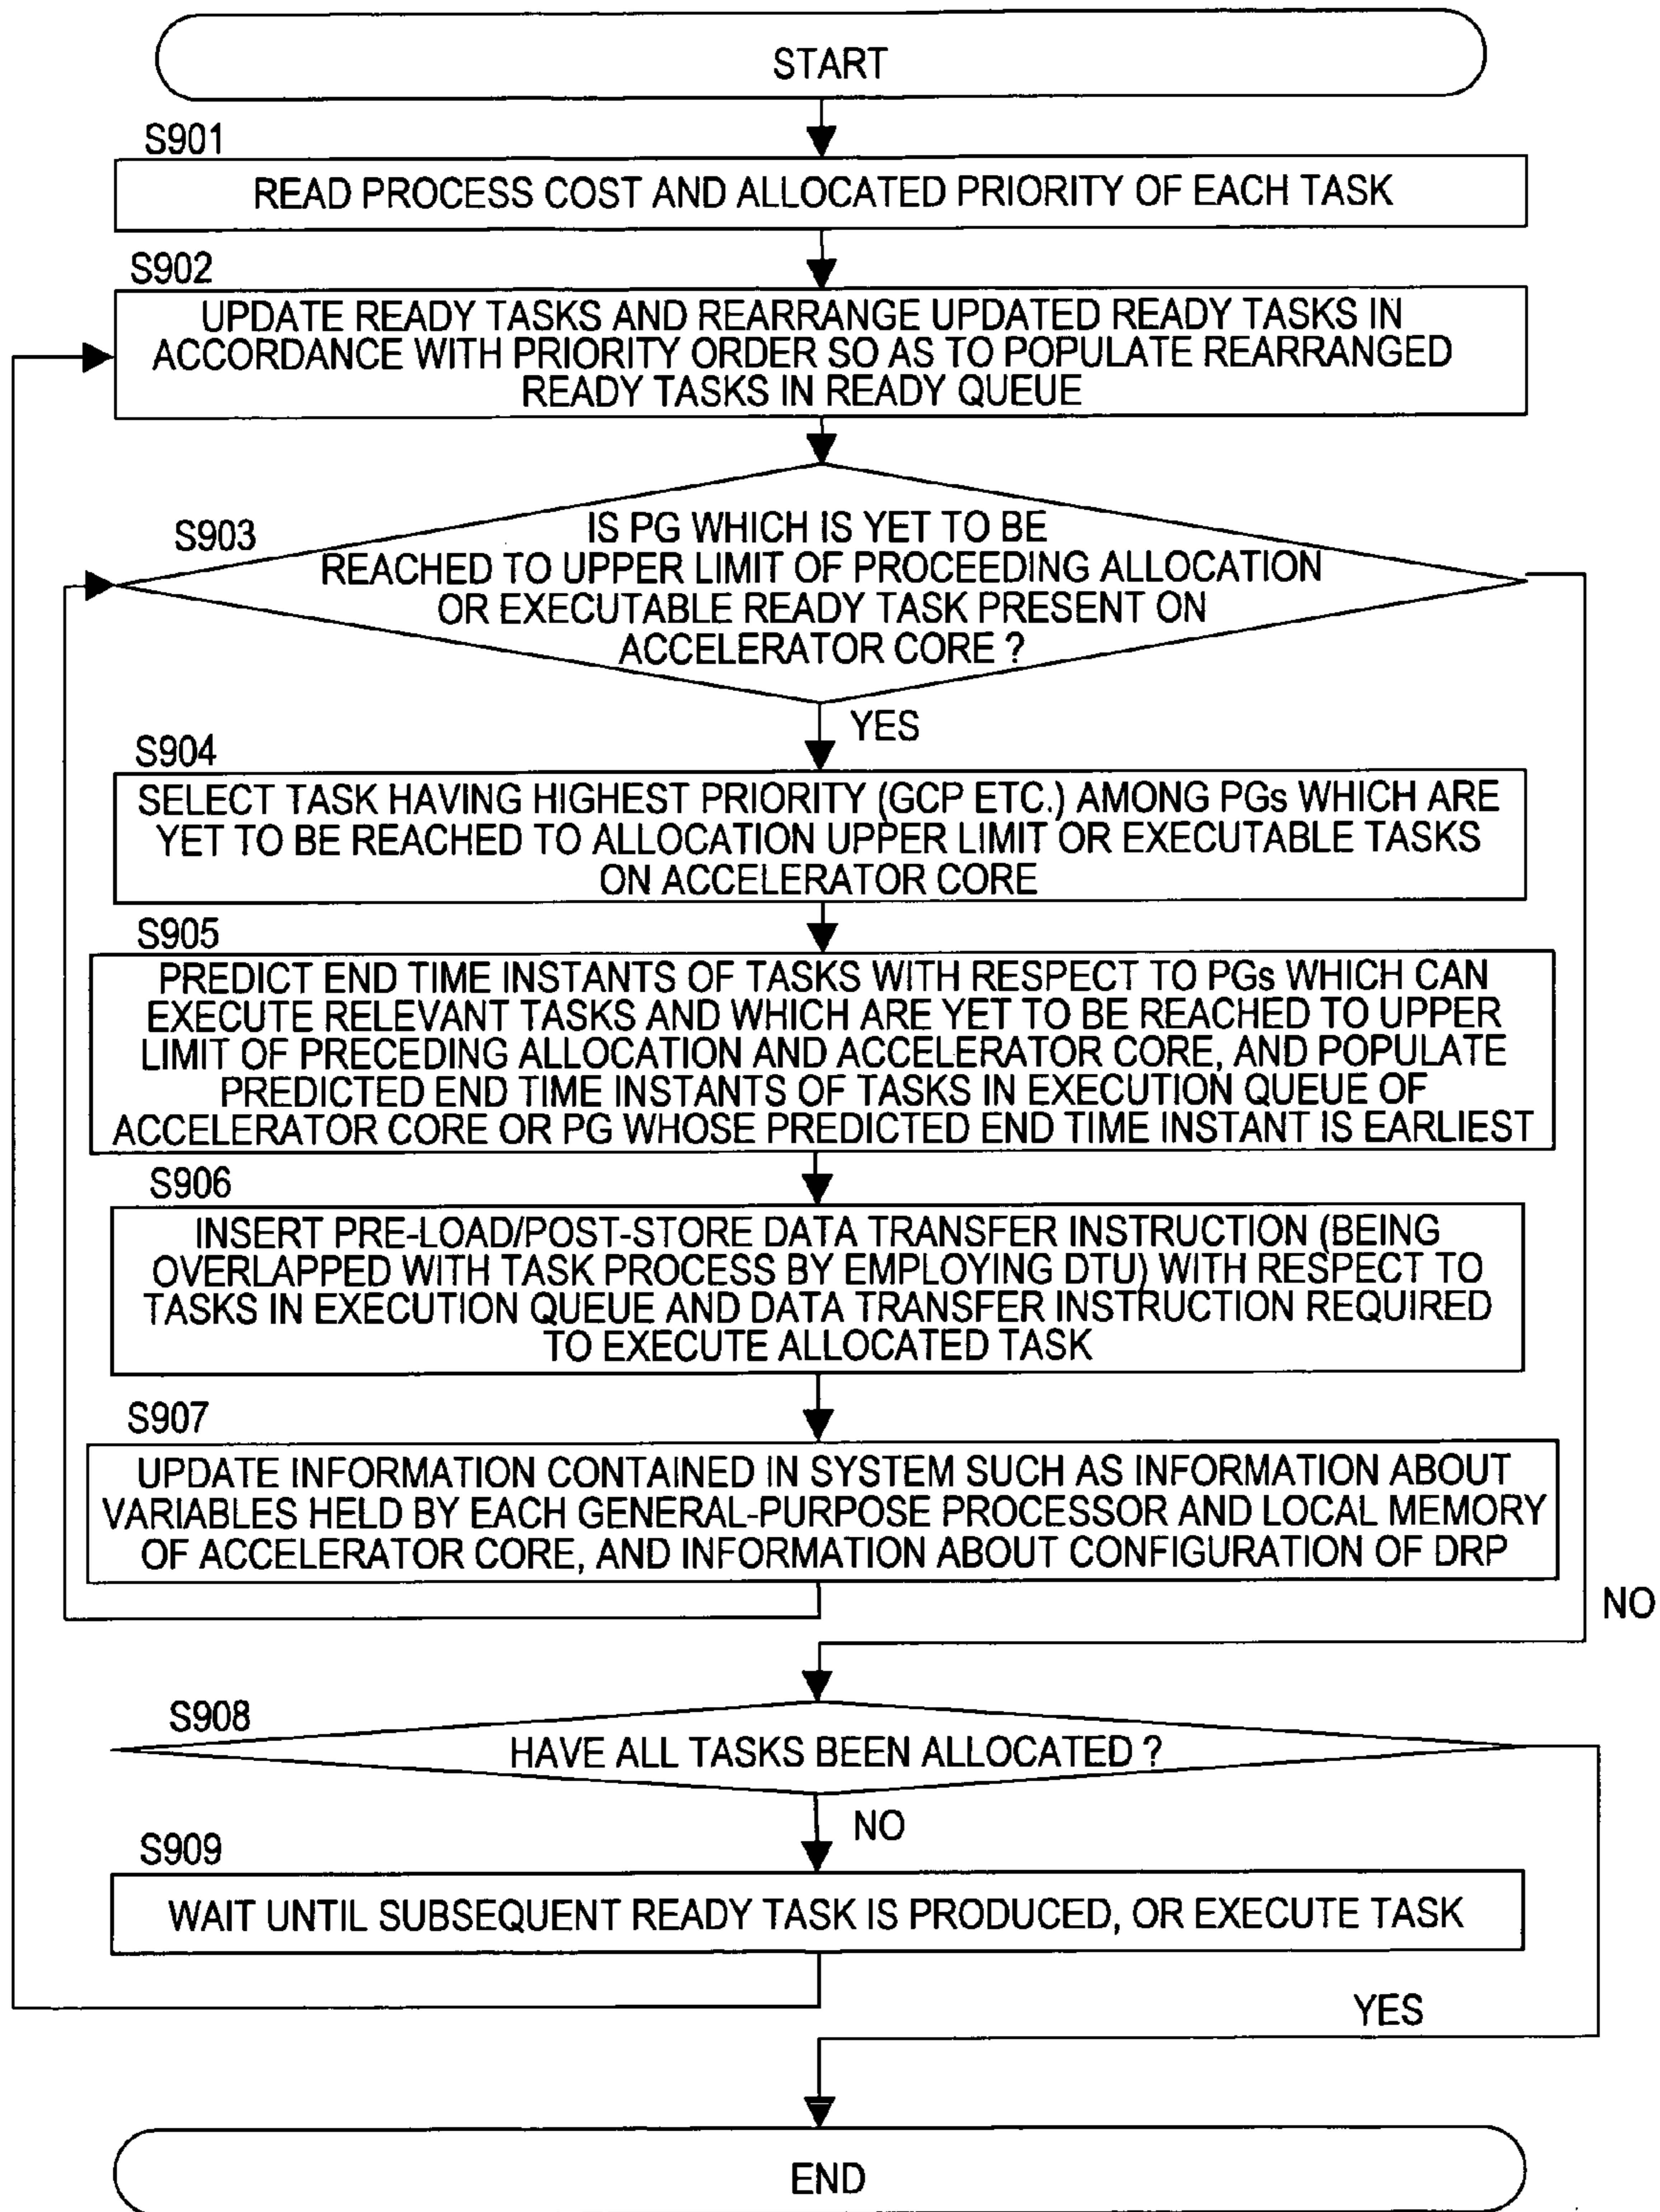 START
S901
READ PROCESS COST AND ALLOCATED PRIORITY OF EACH TASK
S902
UPDATE READY TASKS AND REARRANGE UPDATED READY TASKS IN
ACCORDANCE WITH PRIORITY ORDER SO AS TO POPULATE REARRANGED
READY TASKS IN READY QUEUE
S903
IS PG WHICH IS YET TO BE
REACHED TO UPPER LIMIT OF PROCEEDING ALLOCATION
OR EXECUTABLE READY TASK PRESENT ON
ACCELERATOR CORE ?
YES
S904
SELECT TASK HAVING HIGHEST PRIORITY (GCP ETC.) AMONG PGs WHICH ARE
YET TO BE REACHED TO ALLOCATION UPPER LIMIT OR EXECUTABLE TASKS
ON ACCELERATOR CORE
S905
PREDICT END TIME INSTANTS OF TASKS WITH RESPECT TO PGs WHICH CAN
EXECUTE RELEVANT TASKS AND WHICH ARE YET TO BE REACHED TO UPPER
LIMIT OF PRECEDING ALLOCATION AND ACCELERATOR CORE, AND POPULATE
PREDICTED END TIME INSTANTS OF TASKS IN EXECUTION QUEUE OF
ACCELERATOR CORE OR PG WHOSE PREDICTED END TIME INSTANT IS EARLIEST
S906
INSERT PRE-LOAD/POST-STORE DATA TRANSFER INSTRUCTION (BEING
OVERLAPPED WITH TASK PROCESS BY EMPLOYING DTU) WITH RESPECT TO
TASKS IN EXECUTION QUEUE AND DATA TRANSFER INSTRUCTION REQUIRED
TO EXECUTE ALLOCATED TASK
S907
UPDATE INFORMATION CONTAINED IN SYSTEM SUCH AS INFORMATION ABOUT
VARIABLES HELD BY EACH GENERAL-PURPOSE PROCESSOR AND LOCAL MEMORY
OF ACCELERATOR CORE, AND INFORMATION ABOUT CONFIGURATION OF DRP
NO
S908
HAVE ALL TASKS BEEN ALLOCATED ?
NO
S909
WAIT UNTIL SUBSEQUENT READY TASK IS PRODUCED, OR EXECUTE TASK
YES
END